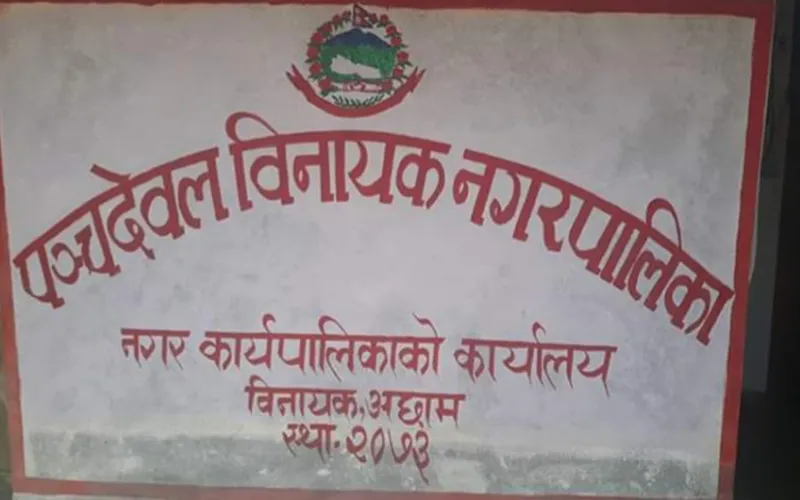 पञ्चदेवल विनायक नगरपालिका
नगर कार्यपालिकाको कार्यालय
विनायक,अछाम
स्था. २०७३